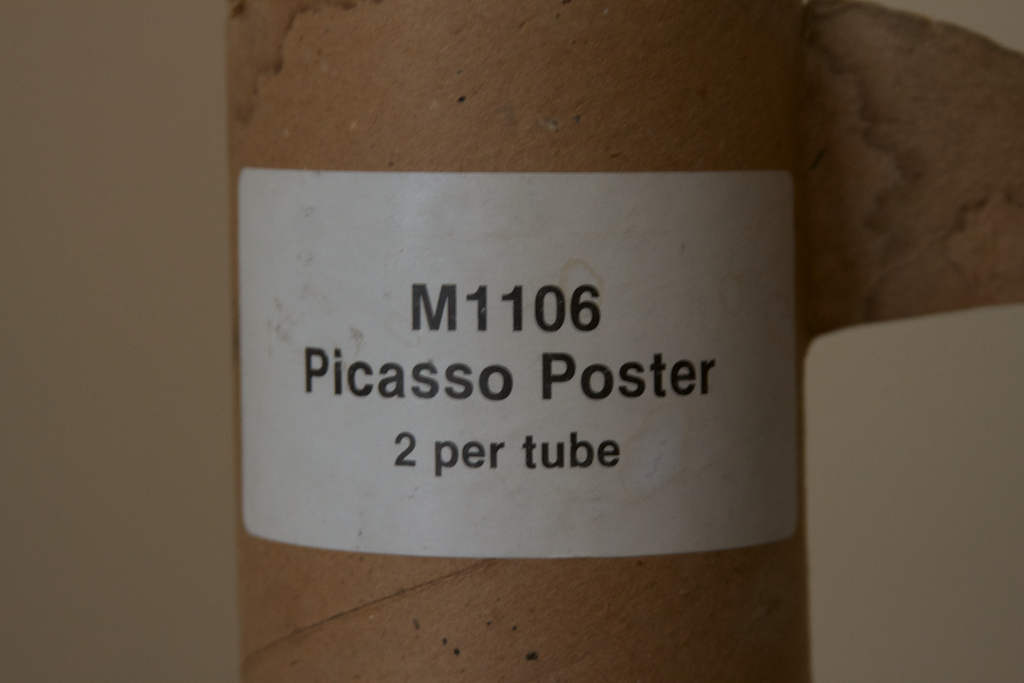 M1106
Picasso Poster
2 per tube